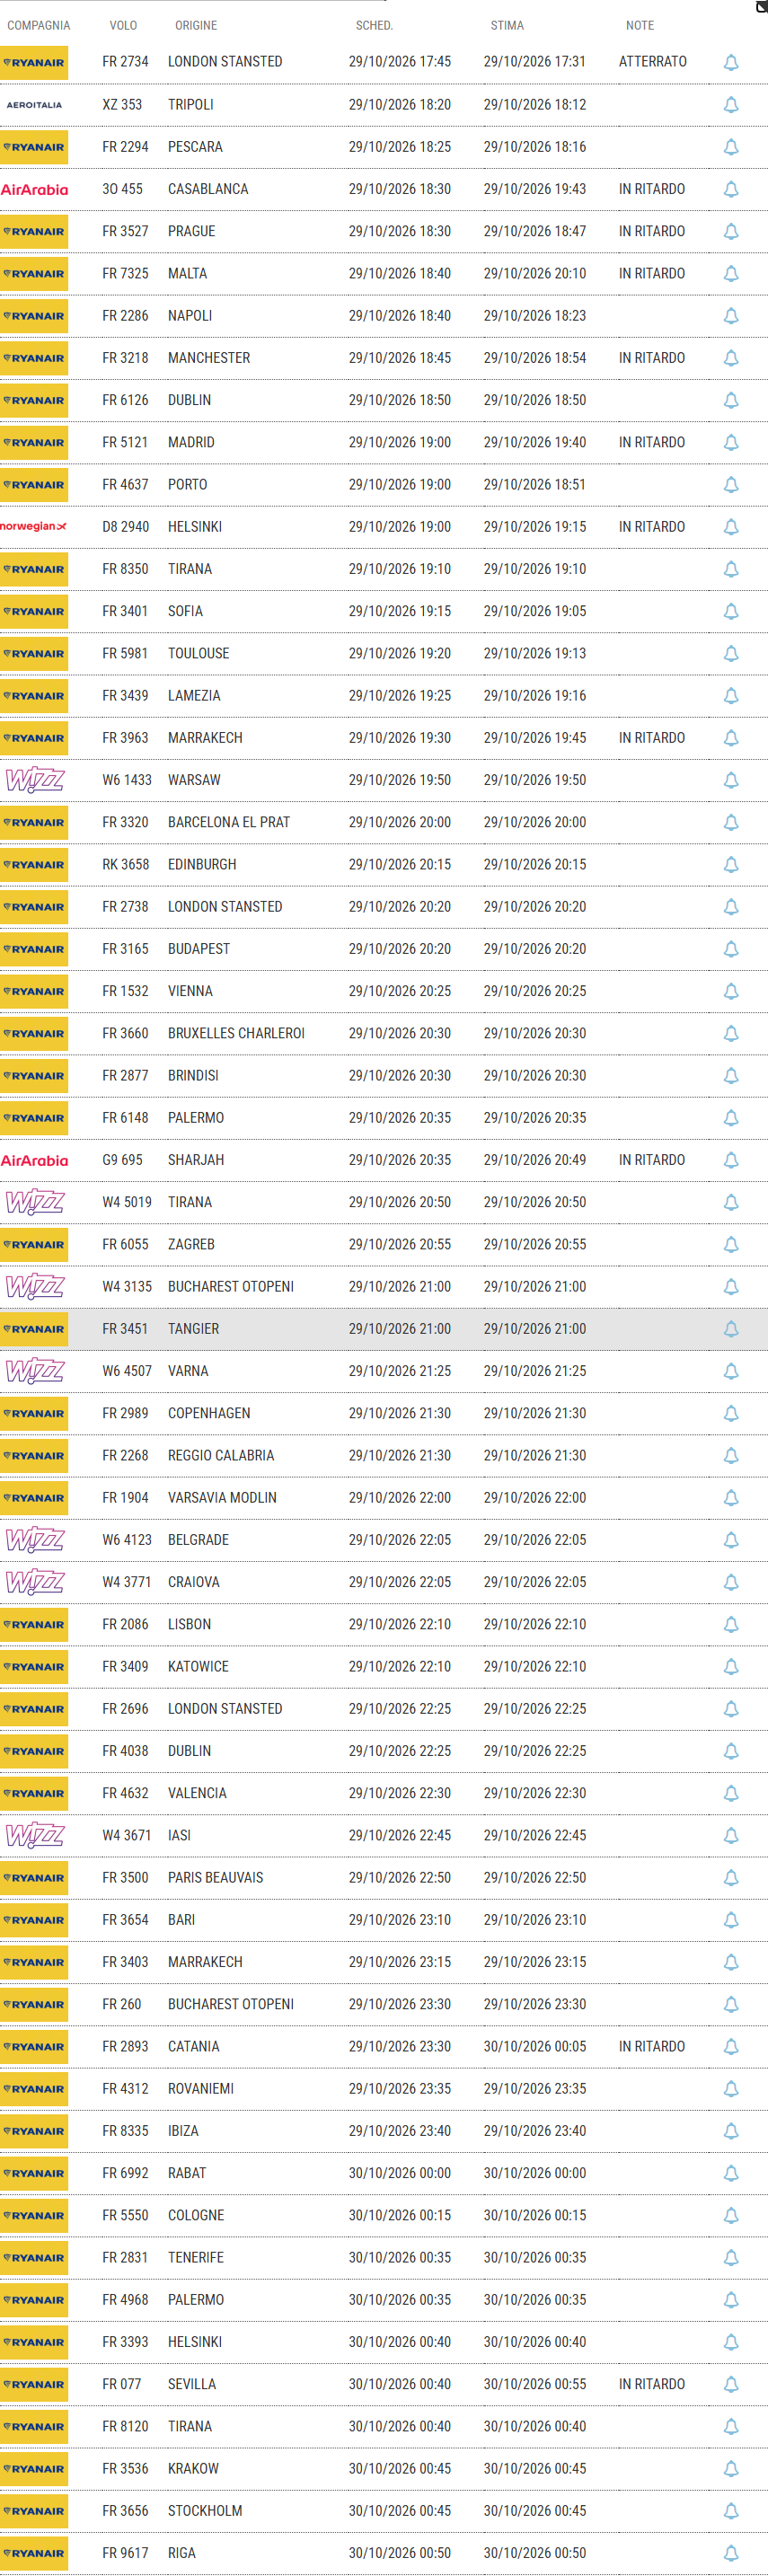 COMPAGNIA VOLO ORIGINE SCHED. STIMA NOTE
RYANAIR FR 2734 LONDON STANSTED 29/10/2026 17:45 29/10/2026 17:31 ATTERRATO
AEROITALIA XZ 353 TRIPOLI 29/10/2026 18:20 29/10/2026 18:12
RYANAIR FR 2294 PESCARA 29/10/2026 18:25 29/10/2026 18:16
AirArabia 3O 455 CASABLANCA 29/10/2026 18:30 29/10/2026 19:43 IN RITARDO
RYANAIR FR 3527 PRAGUE 29/10/2026 18:30 29/10/2026 18:47 IN RITARDO
RYANAIR FR 7325 MALTA 29/10/2026 18:40 29/10/2026 20:10 IN RITARDO
RYANAIR FR 2286 NAPOLI 29/10/2026 18:40 29/10/2026 18:23
RYANAIR FR 3218 MANCHESTER 29/10/2026 18:45 29/10/2026 18:54 IN RITARDO
RYANAIR FR 6126 DUBLIN 29/10/2026 18:50 29/10/2026 18:50
RYANAIR FR 5121 MADRID 29/10/2026 19:00 29/10/2026 19:40 IN RITARDO
RYANAIR FR 4637 PORTO 29/10/2026 19:00 29/10/2026 18:51
norwegian D8 2940 HELSINKI 29/10/2026 19:00 29/10/2026 19:15 IN RITARDO
RYANAIR FR 8350 TIRANA 29/10/2026 19:10 29/10/2026 19:10
RYANAIR FR 3401 SOFIA 29/10/2026 19:15 29/10/2026 19:05
RYANAIR FR 5981 TOULOUSE 29/10/2026 19:20 29/10/2026 19:13
RYANAIR FR 3439 LAMEZIA 29/10/2026 19:25 29/10/2026 19:16
RYANAIR FR 3963 MARRAKECH 29/10/2026 19:30 29/10/2026 19:45 IN RITARDO
WIZZ W6 1433 WARSAW 29/10/2026 19:50 29/10/2026 19:50
RYANAIR FR 3320 BARCELONA EL PRAT 29/10/2026 20:00 29/10/2026 20:00
RYANAIR RK 3658 EDINBURGH 29/10/2026 20:15 29/10/2026 20:15
RYANAIR FR 2738 LONDON STANSTED 29/10/2026 20:20 29/10/2026 20:20
RYANAIR FR 3165 BUDAPEST 29/10/2026 20:20 29/10/2026 20:20
RYANAIR FR 1532 VIENNA 29/10/2026 20:25 29/10/2026 20:25
RYANAIR FR 3660 BRUXELLES CHARLEROI 29/10/2026 20:30 29/10/2026 20:30
RYANAIR FR 2877 BRINDISI 29/10/2026 20:30 29/10/2026 20:30
RYANAIR FR 6148 PALERMO 29/10/2026 20:35 29/10/2026 20:35
AirArabia G9 695 SHARJAH 29/10/2026 20:35 29/10/2026 20:49 IN RITARDO
WIZZ W4 5019 TIRANA 29/10/2026 20:50 29/10/2026 20:50
RYANAIR FR 6055 ZAGREB 29/10/2026 20:55 29/10/2026 20:55
WIZZ W4 3135 BUCHAREST OTOPENI 29/10/2026 21:00 29/10/2026 21:00
RYANAIR FR 3451 TANGIER 29/10/2026 21:00 29/10/2026 21:00
WIZZ W6 4507 VARNA 29/10/2026 21:25 29/10/2026 21:25
RYANAIR FR 2989 COPENHAGEN 29/10/2026 21:30 29/10/2026 21:30
RYANAIR FR 2268 REGGIO CALABRIA 29/10/2026 21:30 29/10/2026 21:30
RYANAIR FR 1904 VARSAVIA MODLIN 29/10/2026 22:00 29/10/2026 22:00
WIZZ W6 4123 BELGRADE 29/10/2026 22:05 29/10/2026 22:05
WIZZ W4 3771 CRAIOVA 29/10/2026 22:05 29/10/2026 22:05
RYANAIR FR 2086 LISBON 29/10/2026 22:10 29/10/2026 22:10
RYANAIR FR 3409 KATOWICE 29/10/2026 22:10 29/10/2026 22:10
RYANAIR FR 2696 LONDON STANSTED 29/10/2026 22:25 29/10/2026 22:25
RYANAIR FR 4038 DUBLIN 29/10/2026 22:25 29/10/2026 22:25
RYANAIR FR 4632 VALENCIA 29/10/2026 22:30 29/10/2026 22:30
WIZZ W4 3671 IASI 29/10/2026 22:45 29/10/2026 22:45
RYANAIR FR 3500 PARIS BEAUVAIS 29/10/2026 22:50 29/10/2026 22:50
RYANAIR FR 3654 BARI 29/10/2026 23:10 29/10/2026 23:10
RYANAIR FR 3403 MARRAKECH 29/10/2026 23:15 29/10/2026 23:15
RYANAIR FR 260 BUCHAREST OTOPENI 29/10/2026 23:30 29/10/2026 23:30
RYANAIR FR 2893 CATANIA 29/10/2026 23:30 30/10/2026 00:05 IN RITARDO
RYANAIR FR 4312 ROVANIEMI 29/10/2026 23:35 29/10/2026 23:35
RYANAIR FR 8335 IBIZA 29/10/2026 23:40 29/10/2026 23:40
RYANAIR FR 6992 RABAT 30/10/2026 00:00 30/10/2026 00:00
RYANAIR FR 5550 COLOGNE 30/10/2026 00:15 30/10/2026 00:15
RYANAIR FR 2831 TENERIFE 30/10/2026 00:35 30/10/2026 00:35
RYANAIR FR 4968 PALERMO 30/10/2026 00:35 30/10/2026 00:35
RYANAIR FR 3393 HELSINKI 30/10/2026 00:40 30/10/2026 00:40
RYANAIR FR 077 SEVILLA 30/10/2026 00:40 30/10/2026 00:55 IN RITARDO
RYANAIR FR 8120 TIRANA 30/10/2026 00:40 30/10/2026 00:40
RYANAIR FR 3536 KRAKOW 30/10/2026 00:45 30/10/2026 00:45
RYANAIR FR 3656 STOCKHOLM 30/10/2026 00:45 30/10/2026 00:45
RYANAIR FR 9617 RIGA 30/10/2026 00:50 30/10/2026 00:50